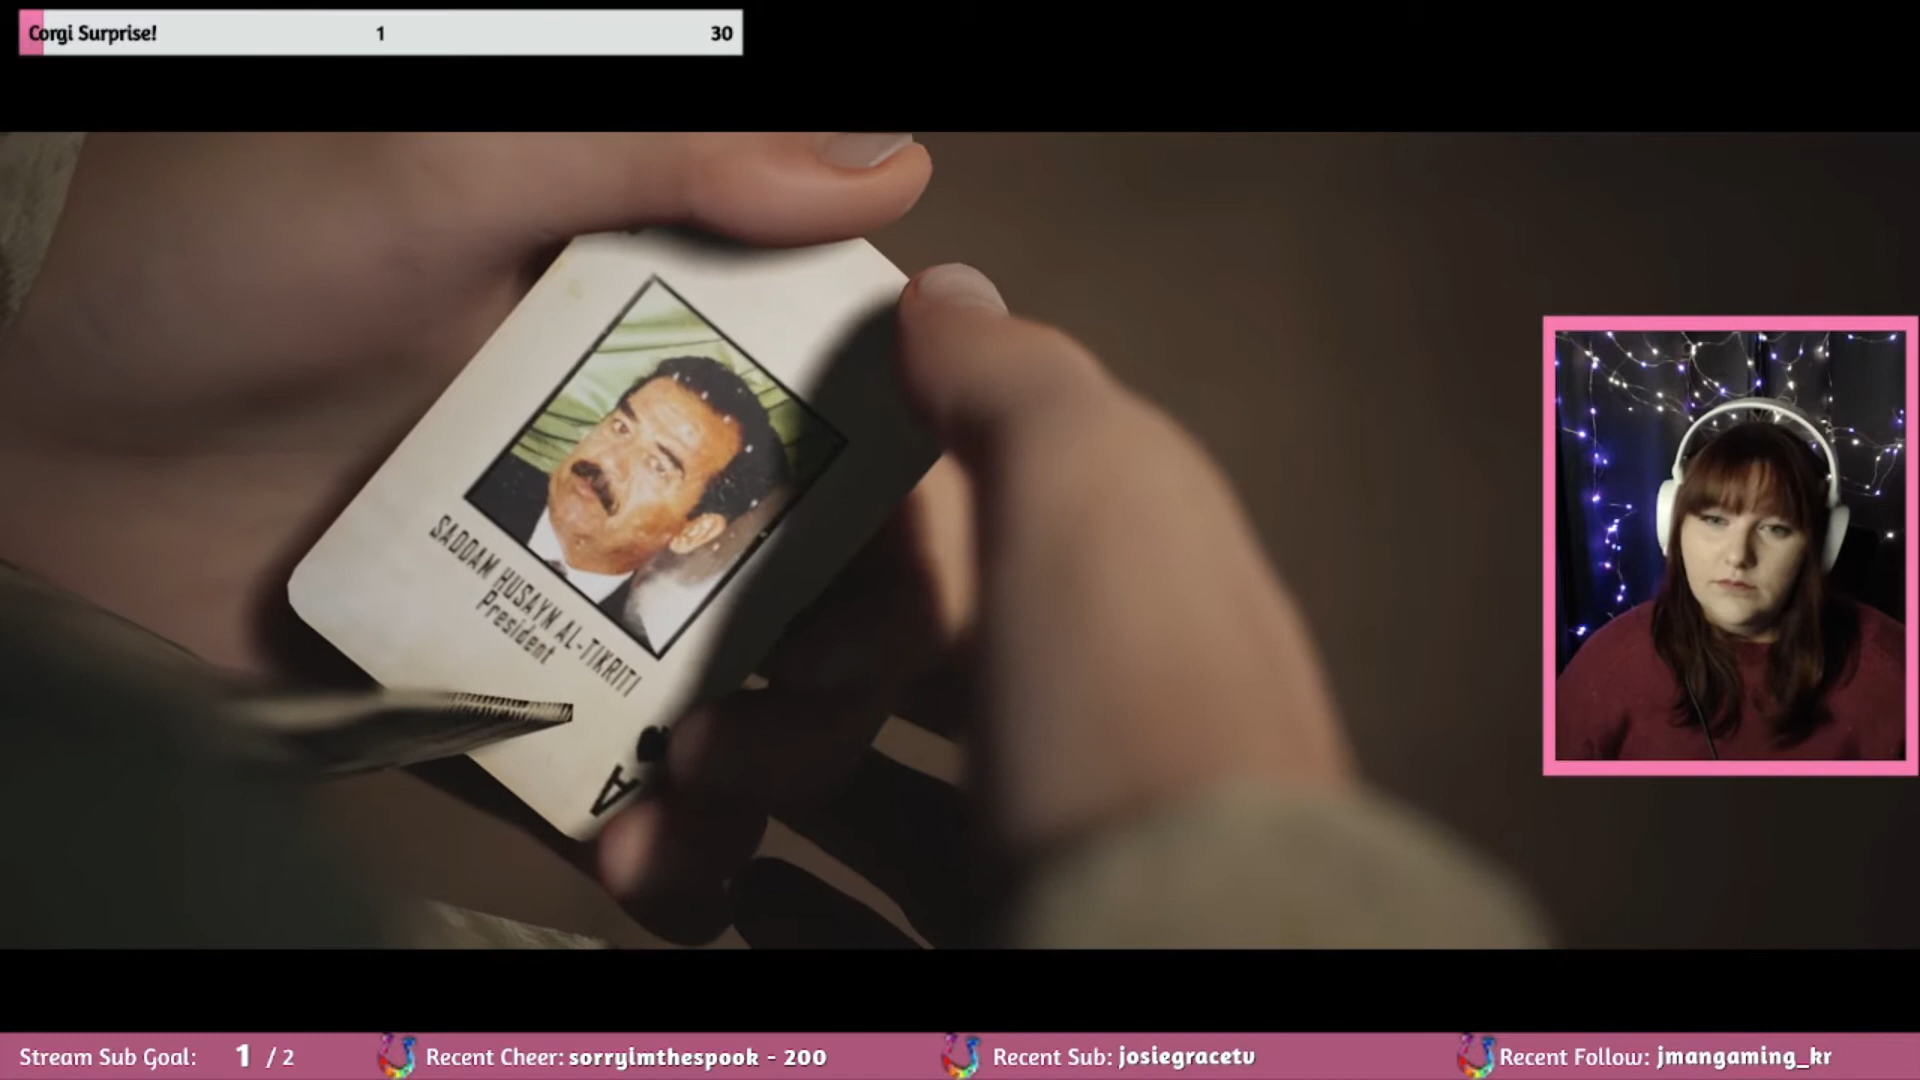 Corgi Surprise! 1 30
SADDAM HUSAYN AL-TIKRITI
President
A
Stream Sub Goal: 1 / 2
Recent Cheer: sorryimthespook - 200
Recent Sub: josiegracetv
Recent Follow: jmangaming_kr